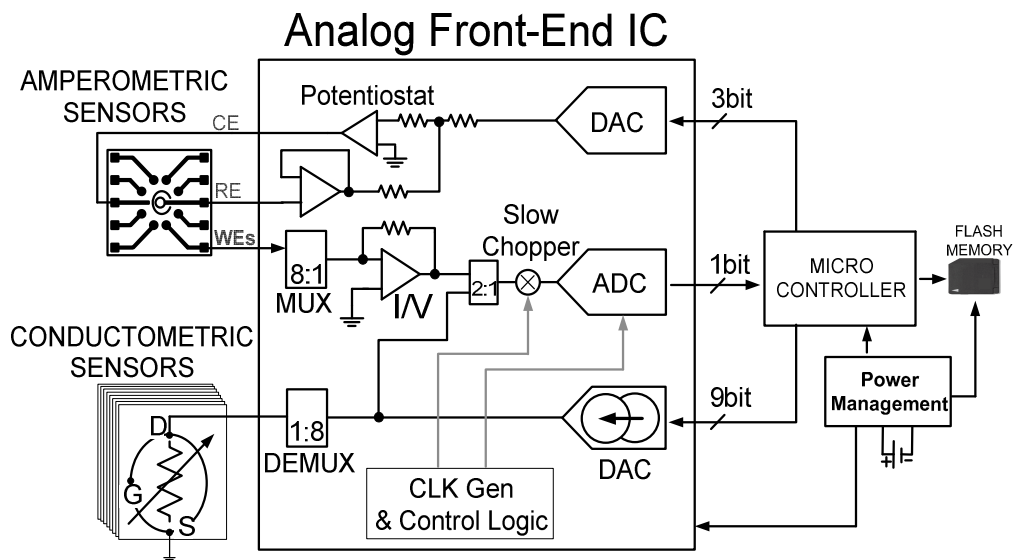 Analog Front-End IC
AMPEROMETRIC
SENSORS
CE
RE
WEs
Potentiostat
DAC
3bit
8:1
MUX
I/V
2:1
Slow
Chopper
ADC
1bit
MICRO
CONTROLLER
FLASH
MEMORY
CONDUCTOMETRIC
SENSORS
D
G
S
1:8
DEMUX
DAC
9bit
Power
Management
CLK Gen
& Control Logic